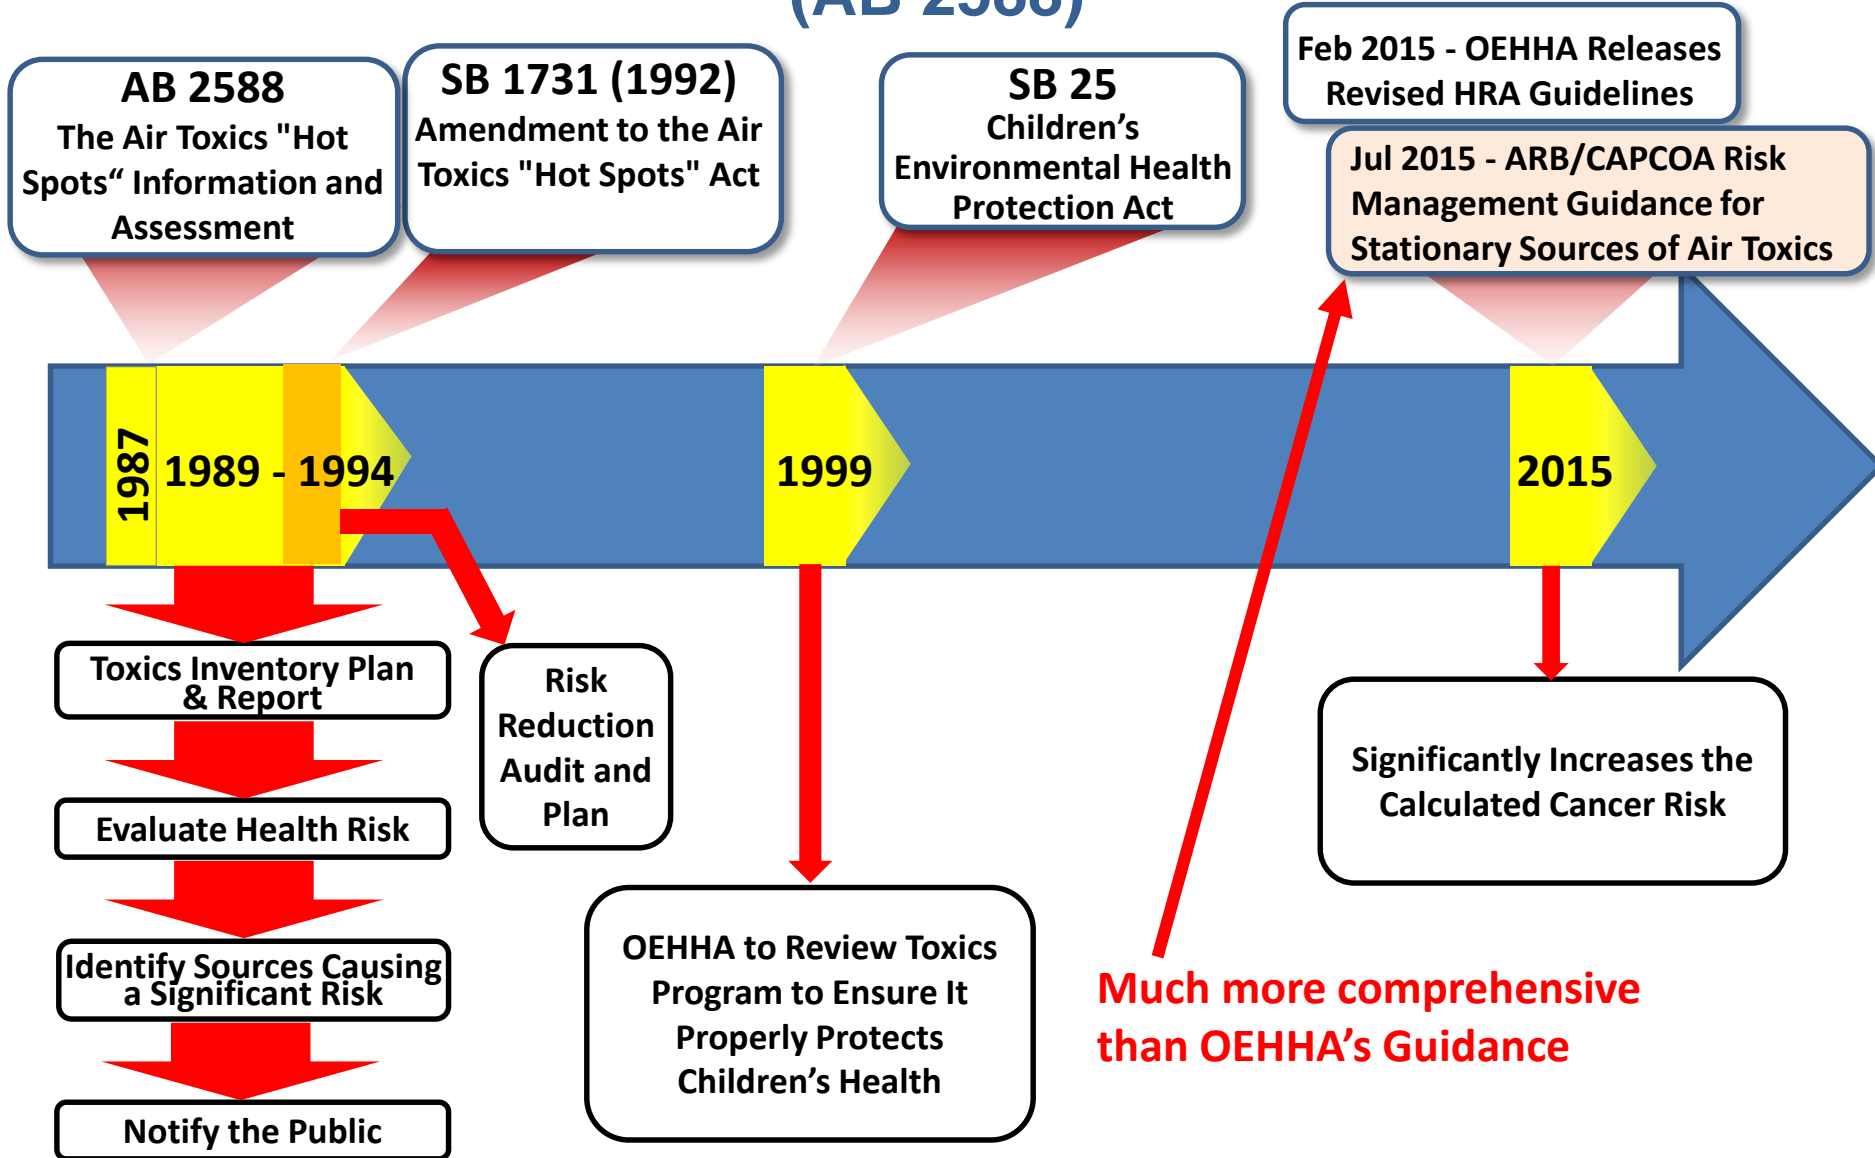 (AB 2588)
AB 2588
The Air Toxics "Hot
Spots“ Information and
Assessment
SB 1731 (1992)
Amendment to the Air
Toxics "Hot Spots" Act
SB 25
Children’s
Environmental Health
Protection Act
Feb 2015 - OEHHA Releases
Revised HRA Guidelines
Jul 2015 - ARB/CAPCOA Risk
Management Guidance for
Stationary Sources of Air Toxics
1987
1989 - 1994
1999
2015
Toxics Inventory Plan
& Report
Evaluate Health Risk
Identify Sources Causing
a Significant Risk
Notify the Public
Risk
Reduction
Audit and
Plan
OEHHA to Review Toxics
Program to Ensure It
Properly Protects
Children’s Health
Significantly Increases the
Calculated Cancer Risk
Much more comprehensive
than OEHHA’s Guidance